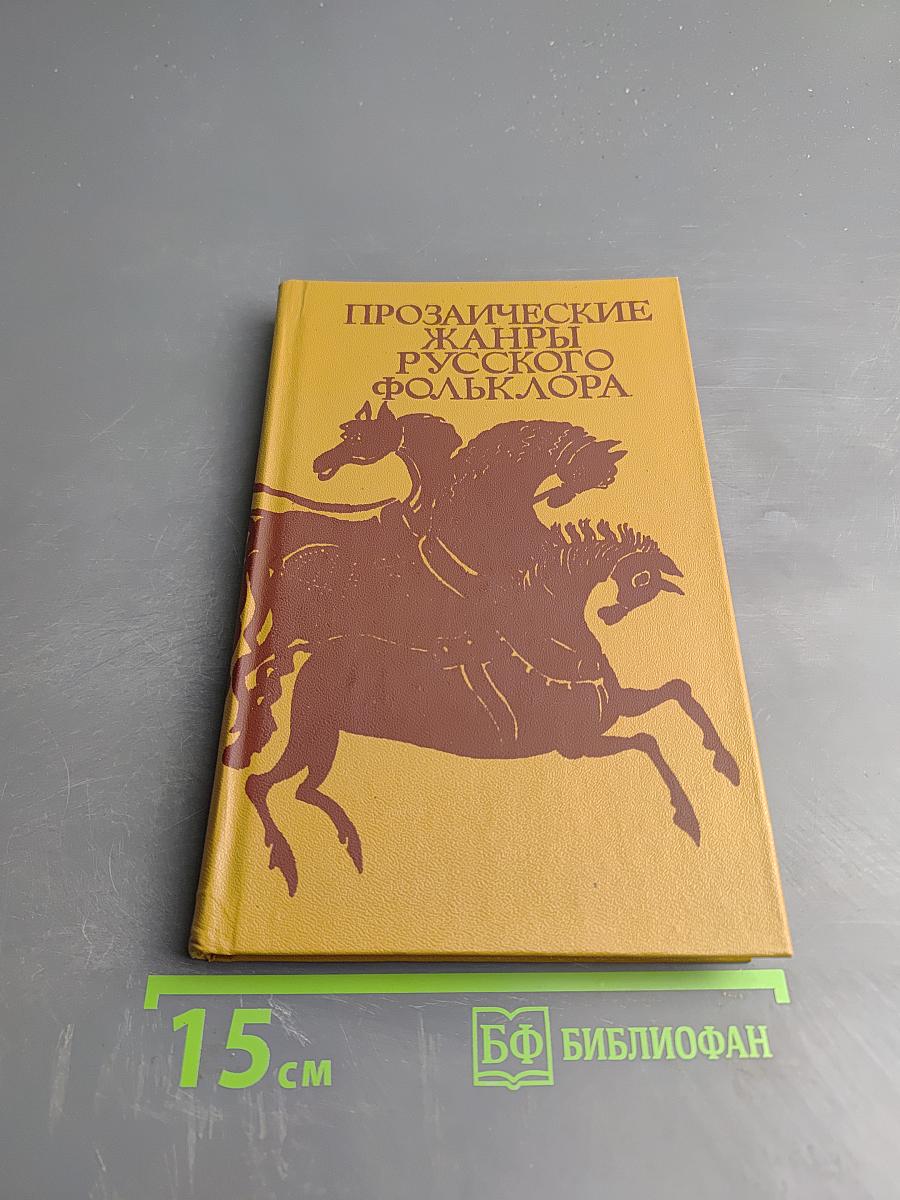 ПРОЗАИЧЕСКИЕ
ЖАНРЫ
РУССКОГО
ФОЛЬКЛОРА
15 см
БФ БИБЛИОФАН